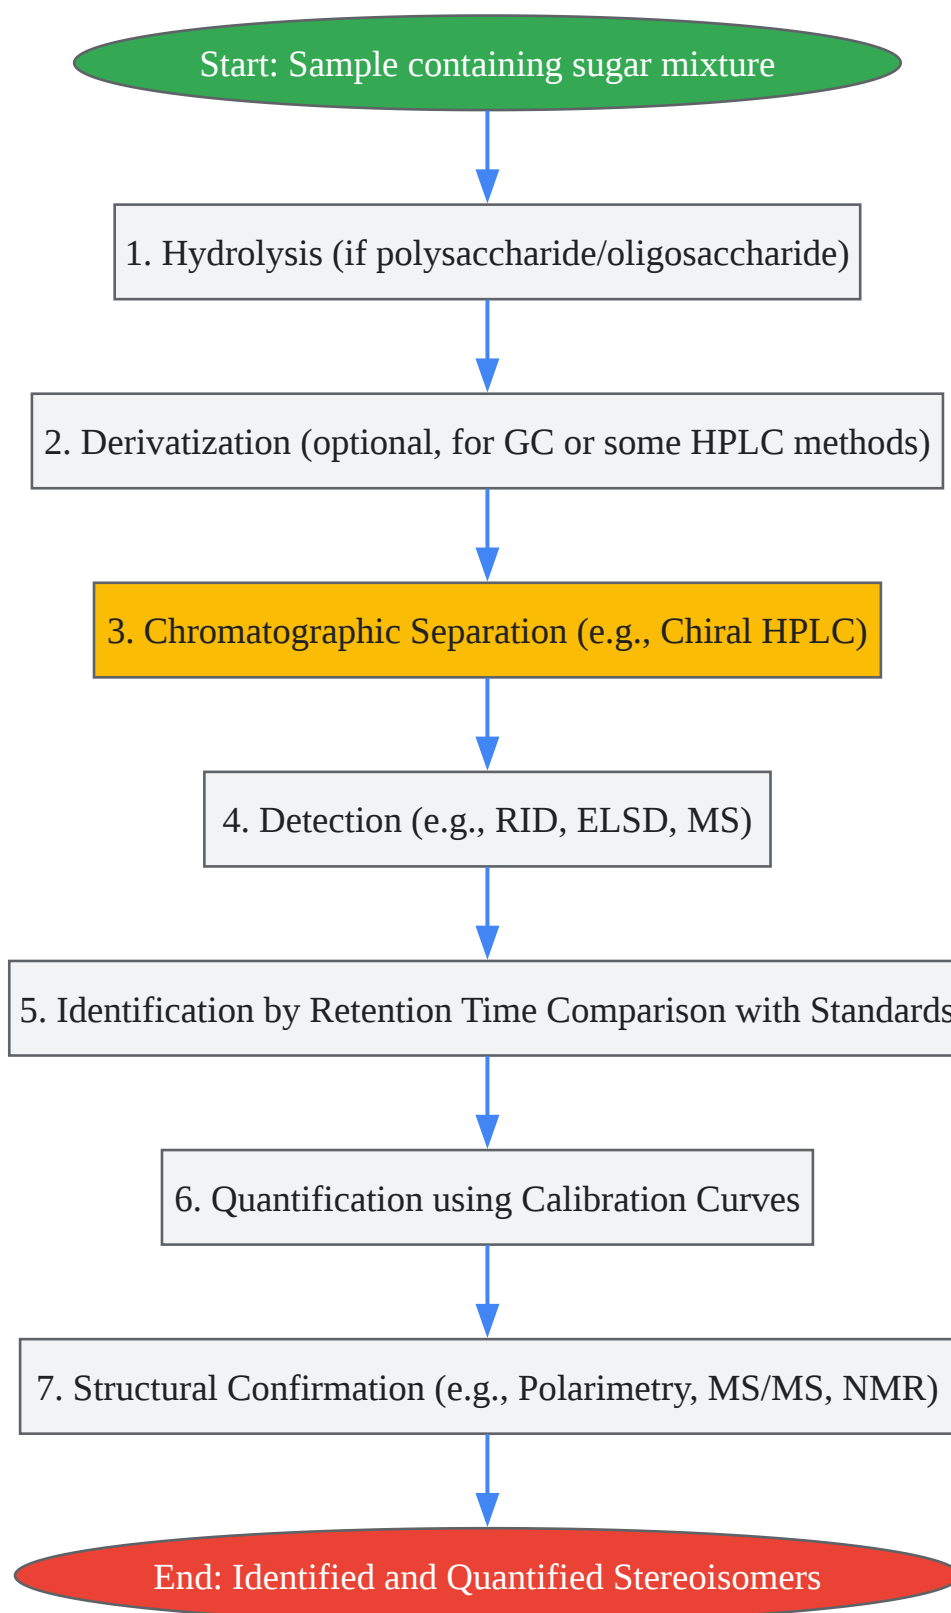 Start: Sample containing sugar mixture
1. Hydrolysis (if polysaccharide/oligosaccharide)
2. Derivatization (optional, for GC or some HPLC methods)
3. Chromatographic Separation (e.g., Chiral HPLC)
4. Detection (e.g., RID, ELSD, MS)
5. Identification by Retention Time Comparison with Standards
6. Quantification using Calibration Curves
7. Structural Confirmation (e.g., Polarimetry, MS/MS, NMR)
End: Identified and Quantified Stereoisomers